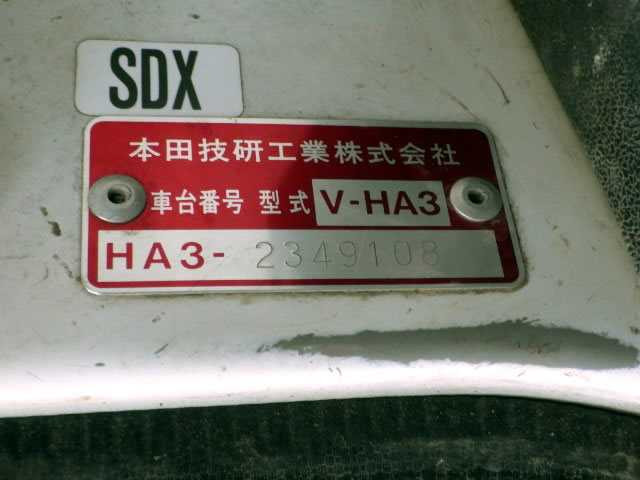 SDX
本田技研工業株式会社
車台番号 型式 V-HA3
HA3- 2349108